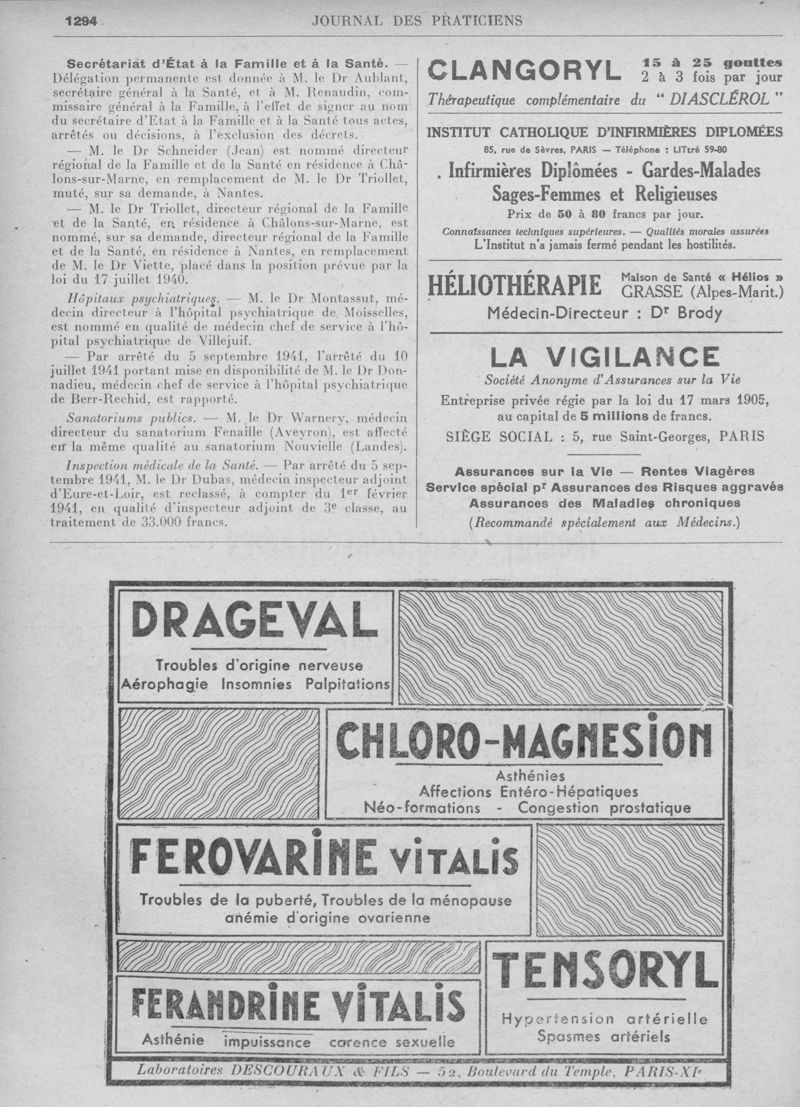 1294
JOURNAL DES PRATICIENS
Secrétariat d'État à la Famille et à la Santé. —
Délégation permanente est donnée à M. le Dr Aublant,
secrétaire général à la Santé, et à M. Renaudin, com-
missaire général à la Famille, à l'effet de signer au nom
du secrétaire d'Etat à la Famille et à la Santé tous actes,
arrêtés ou décisions, à l'exclusion des décrets.
— M. le Dr Schneider (Jean) est nommé directeur
régional de la Famille et de la Santé en résidence à Châ-
lons-sur-Marne, en remplacement de M. le Dr Triollet,
muté, sur sa demande, à Nantes.
— M. le Dr Triollet, directeur régional de la Famille
et de la Santé, en résidence à Châlons-sur-Marne, est
nommé, sur sa demande, directeur régional de la Famille
et de la Santé, en résidence à Nantes, en remplacement
de M. le Dr Viette, placé dans la position prévue par la
loi du 17 juillet 1940.
Hôpitaux psychiatriques. — M. le Dr Montassut, mé-
decin directeur à l'hôpital psychiatrique de Moisselles,
est nommé en qualité de médecin chef de service à l'hô-
pital psychiatrique de Villejuif.
— Par arrêté du 5 septembre 1941, l'arrêté du 10
juillet 1941 portant mise en disponibilité de M. le Dr Don-
nadieu, médecin chef de service à l'hôpital psychiatrique
de Berr-Rechid, est rapporté.
Sanatoriums publics. — M. le Dr Warnery, médecin
directeur du sanatorium Fenaille (Aveyron), est affecté
en la même qualité au sanatorium Nouvielle (Landes).
Inspection médicale de la Santé. — Par arrêté du 5 sep-
tembre 1941, M. le Dr Dubas, médecin inspecteur adjoint
d'Eure-et-Loir, est reclassé, à compter du 1er février
1941, en qualité d'inspecteur adjoint de 3e classe, au
traitement de 33.000 francs.
CLANGORYL 15 à 25 gouttes
2 à 3 fois par jour
Thérapeutique complémentaire du " DIASCLÉROL "
INSTITUT CATHOLIQUE D'INFIRMIÈRES DIPLOMÉES
85, rue de Sèvres, PARIS — Téléphone : LITtré 59-80
Infirmières Diplômées - Gardes-Malades
Sages-Femmes et Religieuses
Prix de 50 à 80 francs par jour.
Connaissances techniques supérieures. — Qualités morales assurées
L'Institut n'a jamais fermé pendant les hostilités.
HÉLIOTHÉRAPIE Maison de Santé « Hélios »
GRASSE (Alpes-Marit.)
Médecin-Directeur : Dr Brody
LA VIGILANCE
Société Anonyme d'Assurances sur la Vie
Entreprise privée régie par la loi du 17 mars 1905,
au capital de 5 millions de francs.
SIÈGE SOCIAL : 5, rue Saint-Georges, PARIS
Assurances sur la Vie — Rentes Viagères
Service spécial pr Assurances des Risques aggravés
Assurances des Maladies chroniques
(Recommandé spécialement aux Médecins.)
DRAGEVAL
Troubles d'origine nerveuse
Aérophagie Insomnies Palpitations
CHLORO-MAGNESION
Asthénies
Affections Entéro-Hépatiques
Néo-formations - Congestion prostatique
FEROVARINE VITALIS
Troubles de la puberté, Troubles de la ménopause
anémie d'origine ovarienne
TENSORYL
Hypertension artérielle
Spasmes artériels
FERANDRINE VITALIS
Asthénie impuissance carence sexuelle
Laboratoires DESCOURAUX & FILS — 52, Boulevard du Temple, PARIS-XIe